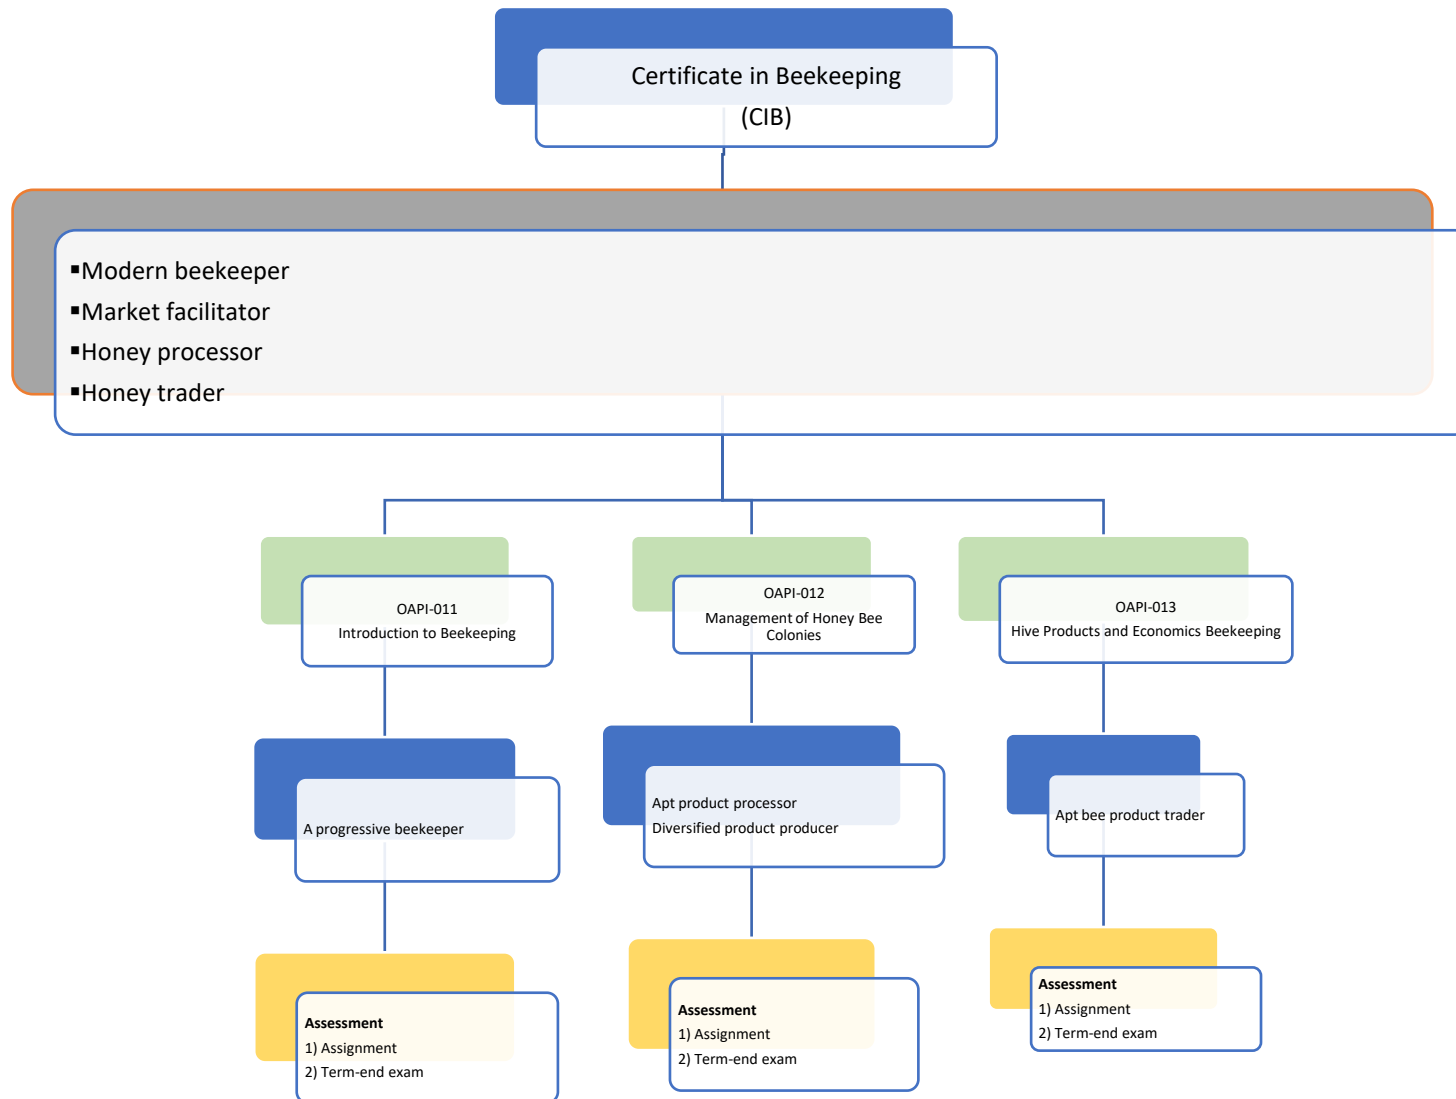 Certificate in Beekeeping
(CIB)
▪Modern beekeeper
▪Market facilitator
▪Honey processor
▪Honey trader
OAPI-011
Introduction to Beekeeping
OAPI-012
Management of Honey Bee
Colonies
OAPI-013
Hive Products and Economics Beekeeping
A progressive beekeeper
Apt product processor
Diversified product producer
Apt bee product trader
Assessment
1) Assignment
2) Term-end exam
Assessment
1) Assignment
2) Term-end exam
Assessment
1) Assignment
2) Term-end exam